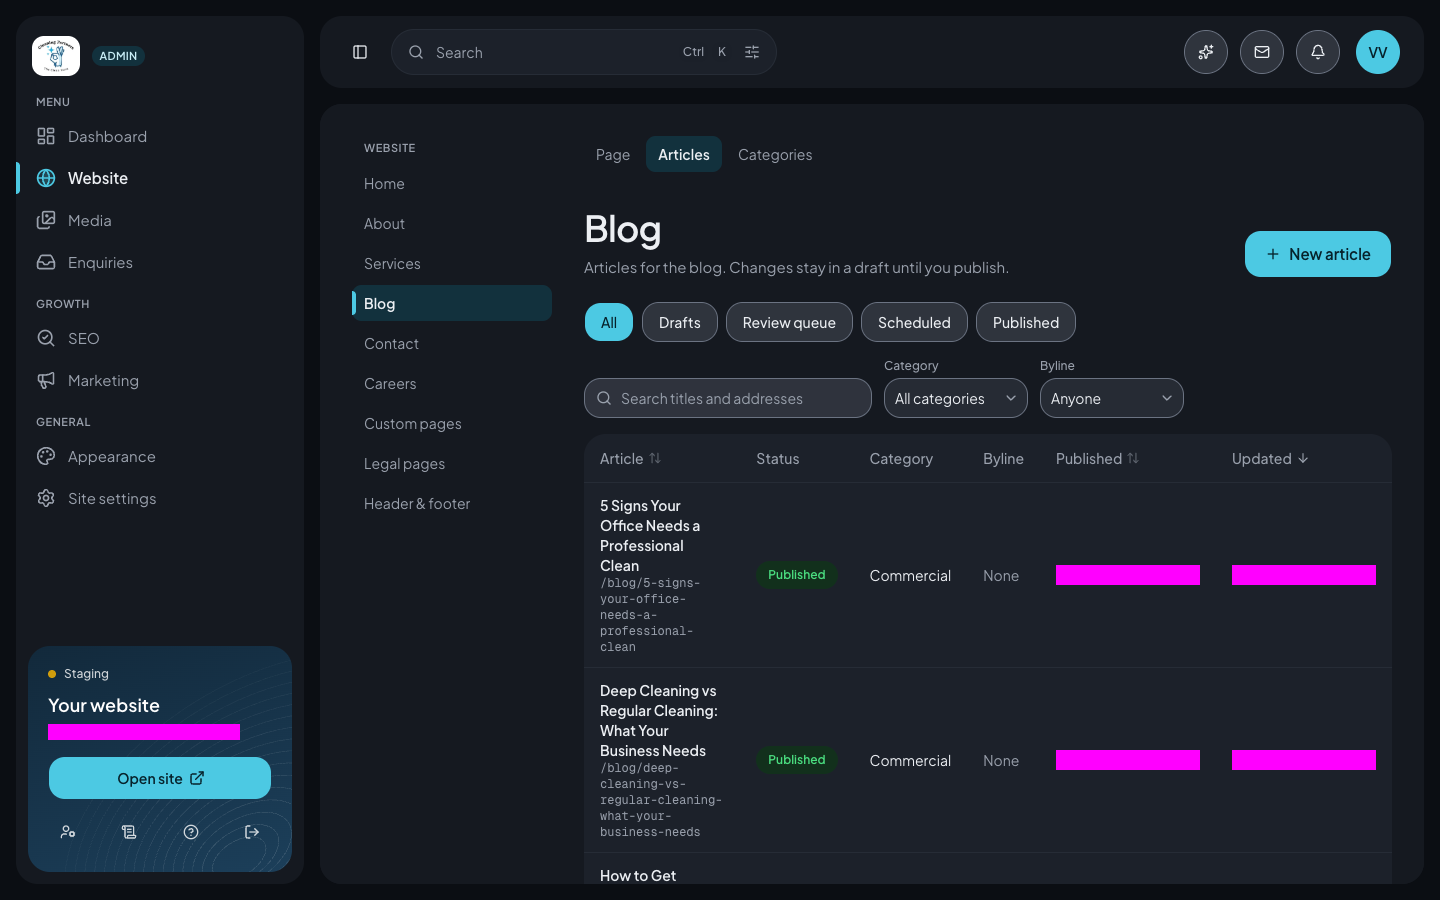 ADMIN
MENU
Dashboard
Website
Media
Enquiries
GROWTH
SEO
Marketing
GENERAL
Appearance
Site settings
Staging
Your website
Open site
Search
Ctrl K
VV
WEBSITE
Home
About
Services
Blog
Contact
Careers
Custom pages
Legal pages
Header & footer
Page Articles Categories
Blog
Articles for the blog. Changes stay in a draft until you publish.
New article
All Drafts Review queue Scheduled Published
Category Byline
Search titles and addresses All categories Anyone
Article Status Category Byline Published Updated
5 Signs Your
Office Needs a
Professional
Clean
/blog/5-signs-
your-office-
needs-a-
professional-
clean
Published Commercial None
Deep Cleaning vs
Regular Cleaning:
What Your
Business Needs
/blog/deep-
cleaning-vs-
regular-cleaning-
what-your-
business-needs
Published Commercial None
How to Get